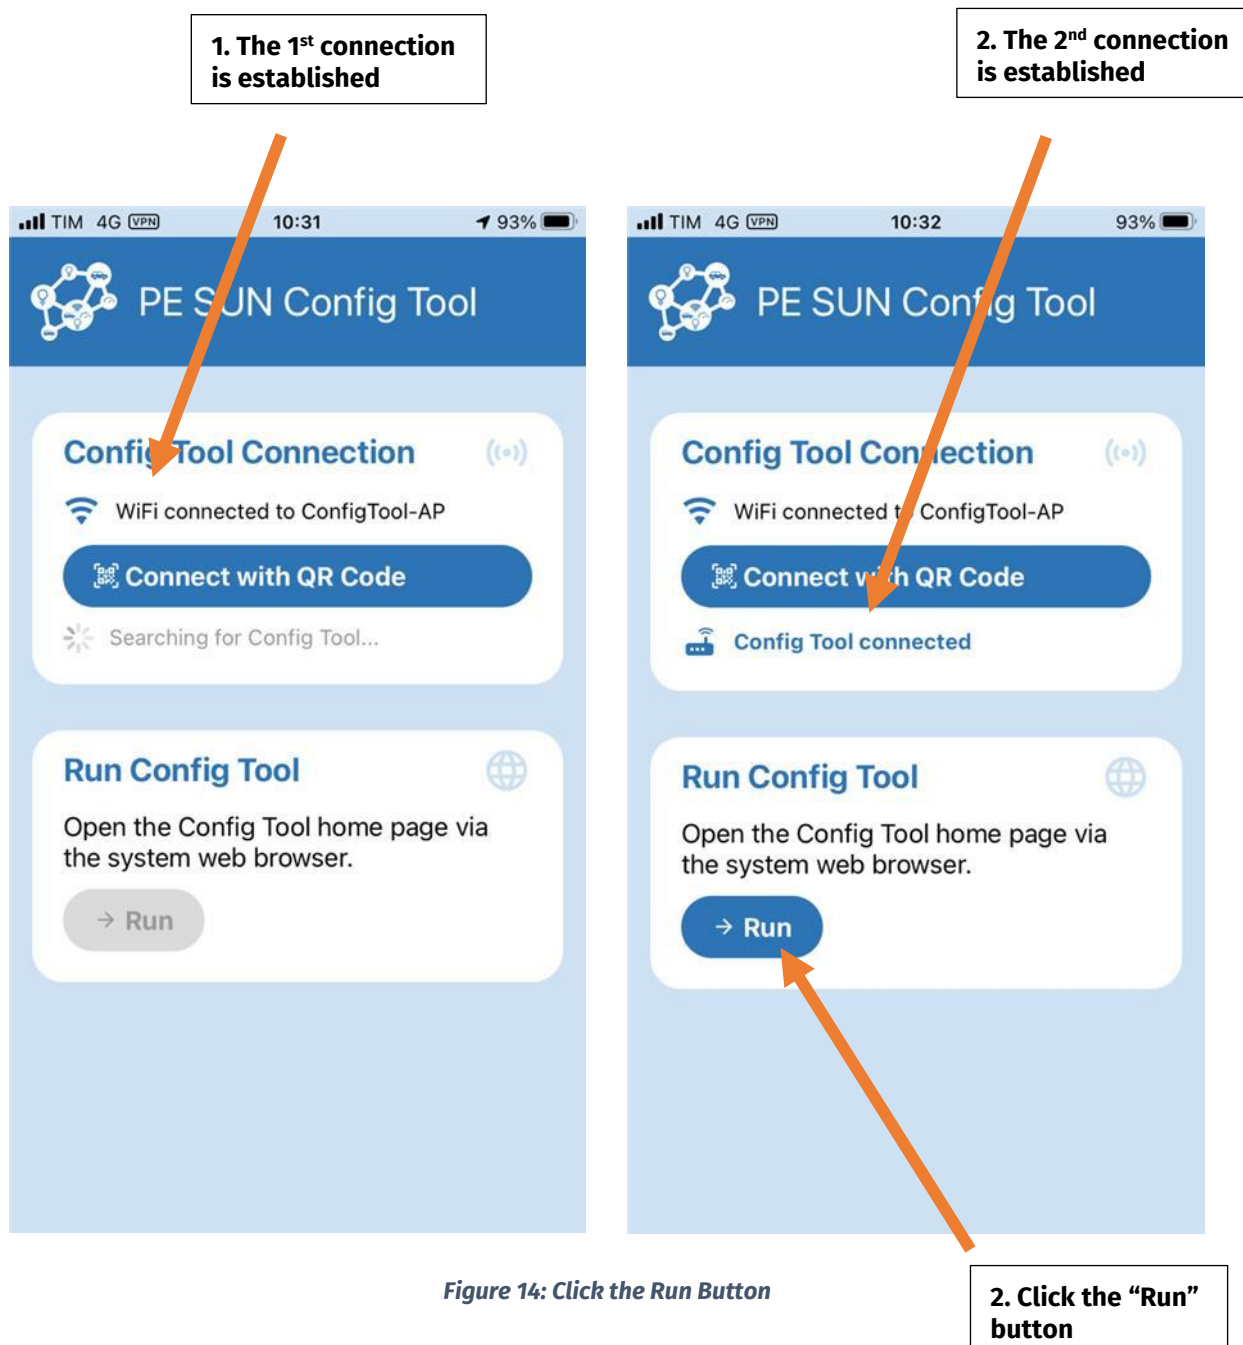 1. The 1st connection
is established
2. The 2nd connection
is established
TIM 4G VPN 10:31 93%
PE SUN Config Tool
Config Tool Connection
WiFi connected to ConfigTool-AP
Connect with QR Code
Searching for Config Tool...
Run Config Tool
Open the Config Tool home page via
the system web browser.
→ Run
TIM 4G VPN 10:32 93%
PE SUN Config Tool
Config Tool Connection
WiFi connected to ConfigTool-AP
Connect with QR Code
Config Tool connected
Run Config Tool
Open the Config Tool home page via
the system web browser.
→ Run
Figure 14: Click the Run Button
2. Click the “Run”
button